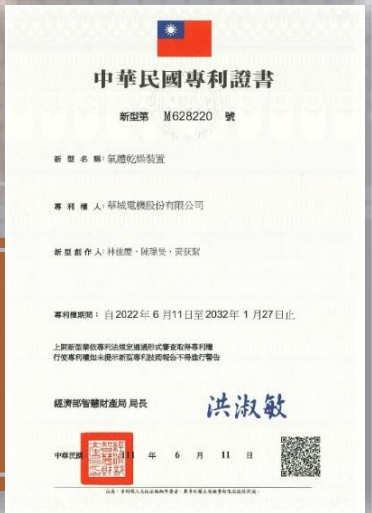 中華民國專利證書
新型第 M628220 號
新型名稱：氣體乾燥裝置
專利權人：華城電機股份有限公司
新型創作人：林佳慶、陳璟旻、黃荻絜
專利權期間：自2022年6月11日至2032年1月27日止
上開新型業依專利法規定通過形式審查取得專利權
行使專利權如未提示新型專利技術報告不得進行警告
經濟部智慧財產局 局長
洪淑敏
中華民國 111 年 6 月 11 日